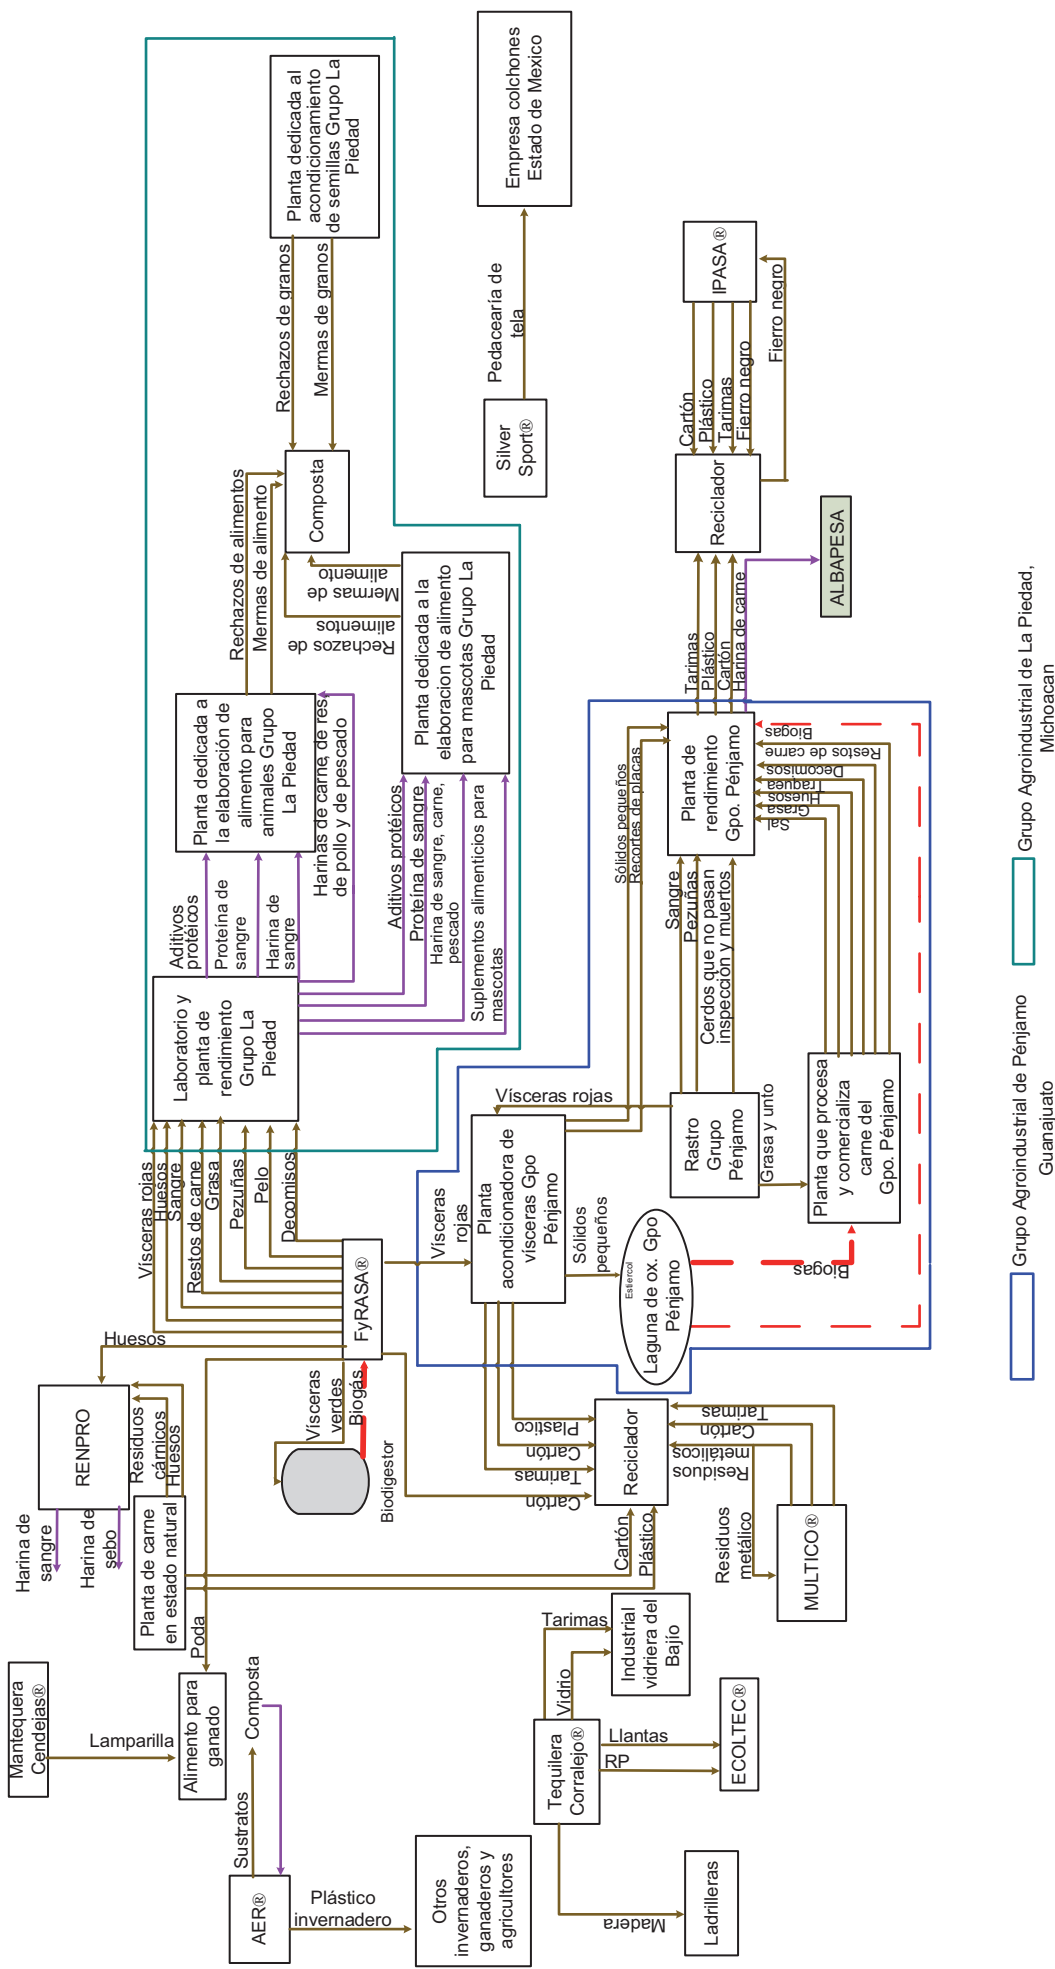 Mantequera
Cendejas®
Lamparilla
Alimento para
ganado
Poda
Sustratos
Composta
AER®
Plástico
invernadero
Otros
invernaderos,
ganaderos y
agricultores
Harina de
sangre
Harina de
sebo
RENPRO
Huesos
Residuos
cárnicos
Huesos
Planta de carne
en estado natural
Cartón
Plástico
Tequilera
Corralejo®
Tarimas
Vidrio
Industrial
vidriera del
Bajío
Llantas
RP
ECOLTEC®
Madera
Ladrilleras
Vísceras
verdes
Biogás
Biodigestor
FyRASA®
Vísceras rojas
Huesos
Sangre
Restos de carne
Grasa
Pezuñas
Pelo
Decomisos
Laboratorio y
planta de
rendimiento
Grupo La
Piedad
Aditivos
protéicos
Proteína de
sangre
Harina de
sangre
Harinas de carne, de res,
de pollo y de pescado
Planta dedicada a
la elaboración de
alimento para
animales Grupo
La Piedad
Aditivos protéicos
Proteína de sangre
Harina de sangre, carne,
pescado
Suplementos alimenticios para
mascotas
Planta dedicada a la
elaboracion de alimento
para mascotas Grupo La
Piedad
Rechazos de alimentos
Mermas de alimento
Mermas de
alimento
Rechazos de
alimentos
Composta
Rechazos de granos
Mermas de granos
Planta dedicada al
acondicionamiento
de semillas Grupo La
Piedad
Silver
Sport®
Pedacearía de
tela
Empresa colchones
Estado de Mexico
Vísceras
rojas
Planta
acondicionadora de
vísceras Gpo
Pénjamo
Vísceras rojas
Sólidos
pequeños
Estiercol
Laguna de ox. Gpo
Pénjamo
Biogas
Plastico
Cartón
Tarimas
Cartón
Reciclador
Tarimas
Cartón
Residuos
metálicos
Residuos
metálico
MULTICO®
Rastro
Grupo
Pénjamo
Grasa y unto
Planta que procesa
y comercializa
carne del
Gpo. Pénjamo
Sólidos pequeños
Recortes de placas
Sangre
Pezuñas
Cerdos que no pasan
inspeccion y muertos
Planta de
rendimiento
Gpo. Pénjamo
Biogas
Restos de carne
Decomisos
Traquea
Huesos
Grasa
Sal
Tarimas
Plástico
Cartón
Harina de carne
ALBAPESA
Reciclador
Cartón
Plástico
Tarimas
Fierro negro
Fierro negro
IPASA®
Grupo Agroindustrial de Pénjamo
Guanajuato
Grupo Agroindustrial de La Piedad,
Michoacan